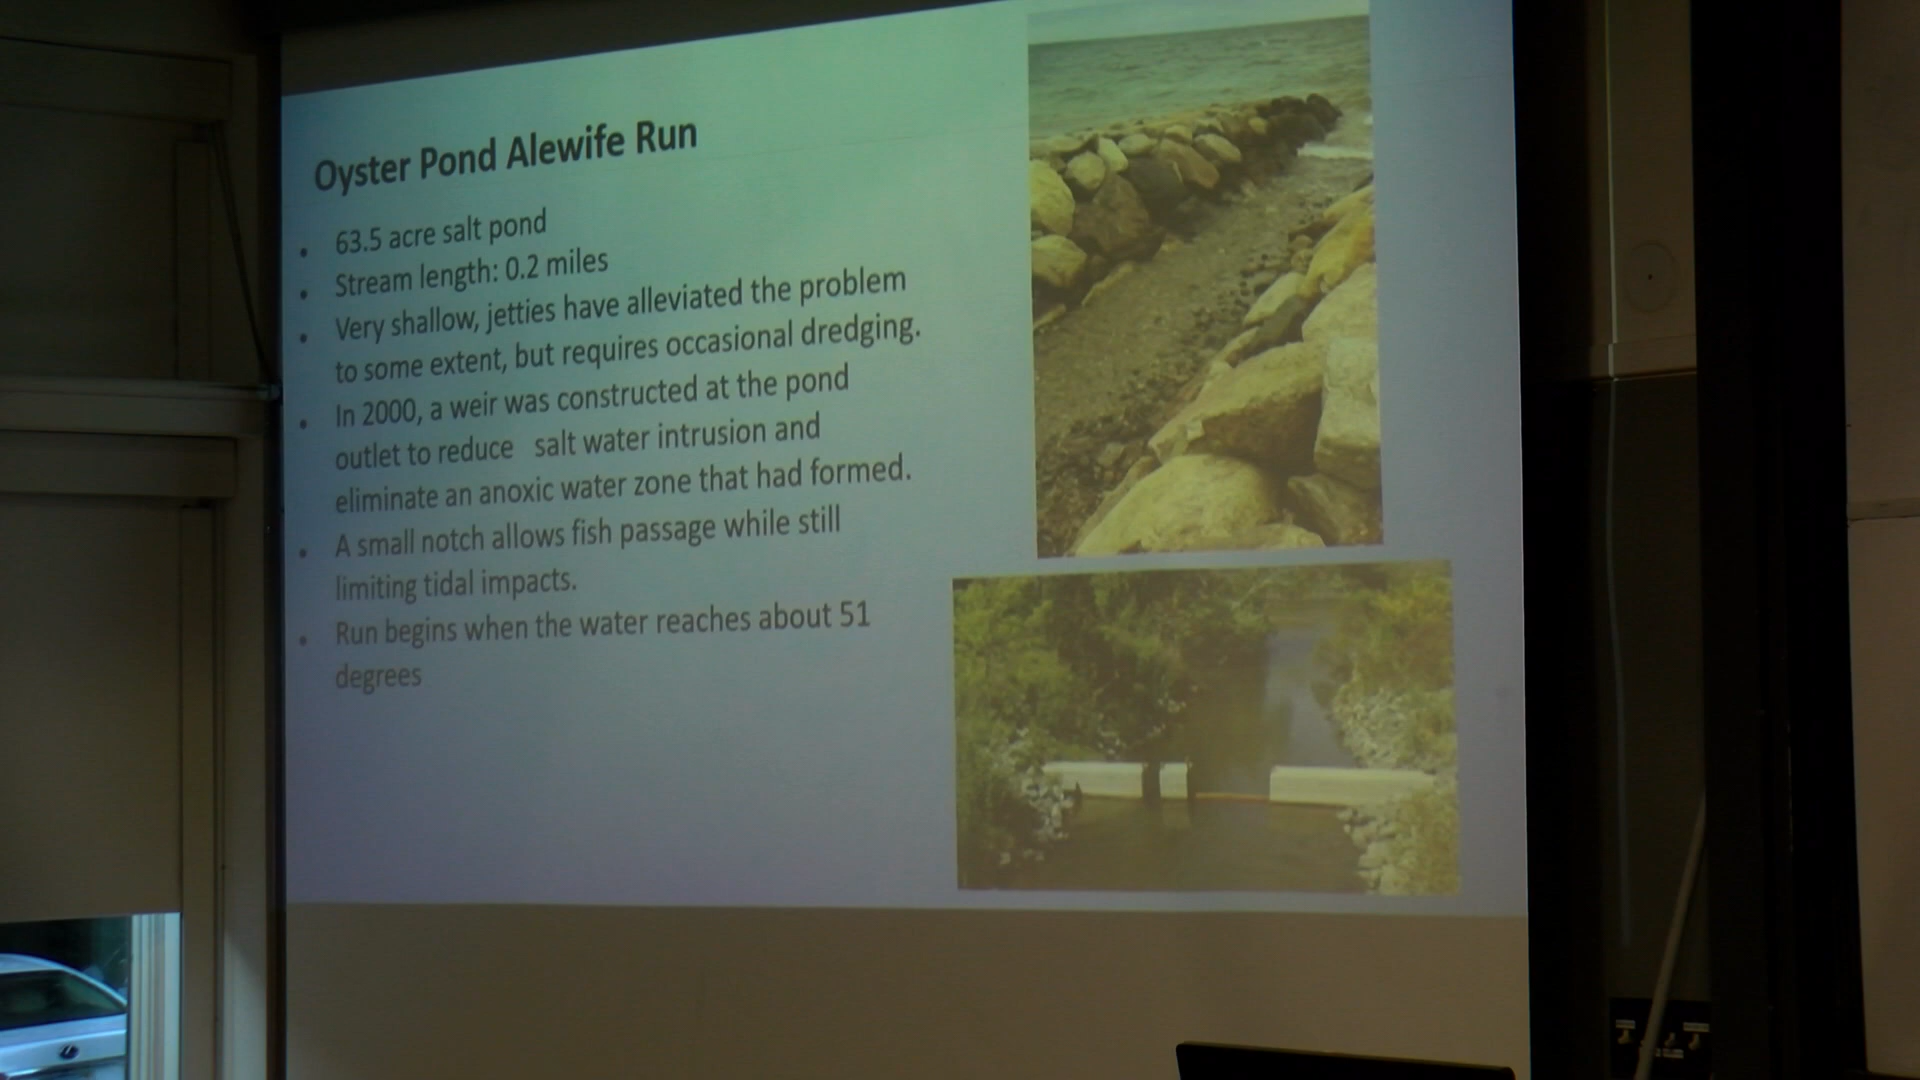 Oyster Pond Alewife Run
• 63.5 acre salt pond
• Stream length: 0.2 miles
• Very shallow, jetties have alleviated the problem
to some extent, but requires occasional dredging.
• In 2000, a weir was constructed at the pond
outlet to reduce   salt water intrusion and
eliminate an anoxic water zone that had formed.
• A small notch allows fish passage while still
limiting tidal impacts.
• Run begins when the water reaches about 51
degrees